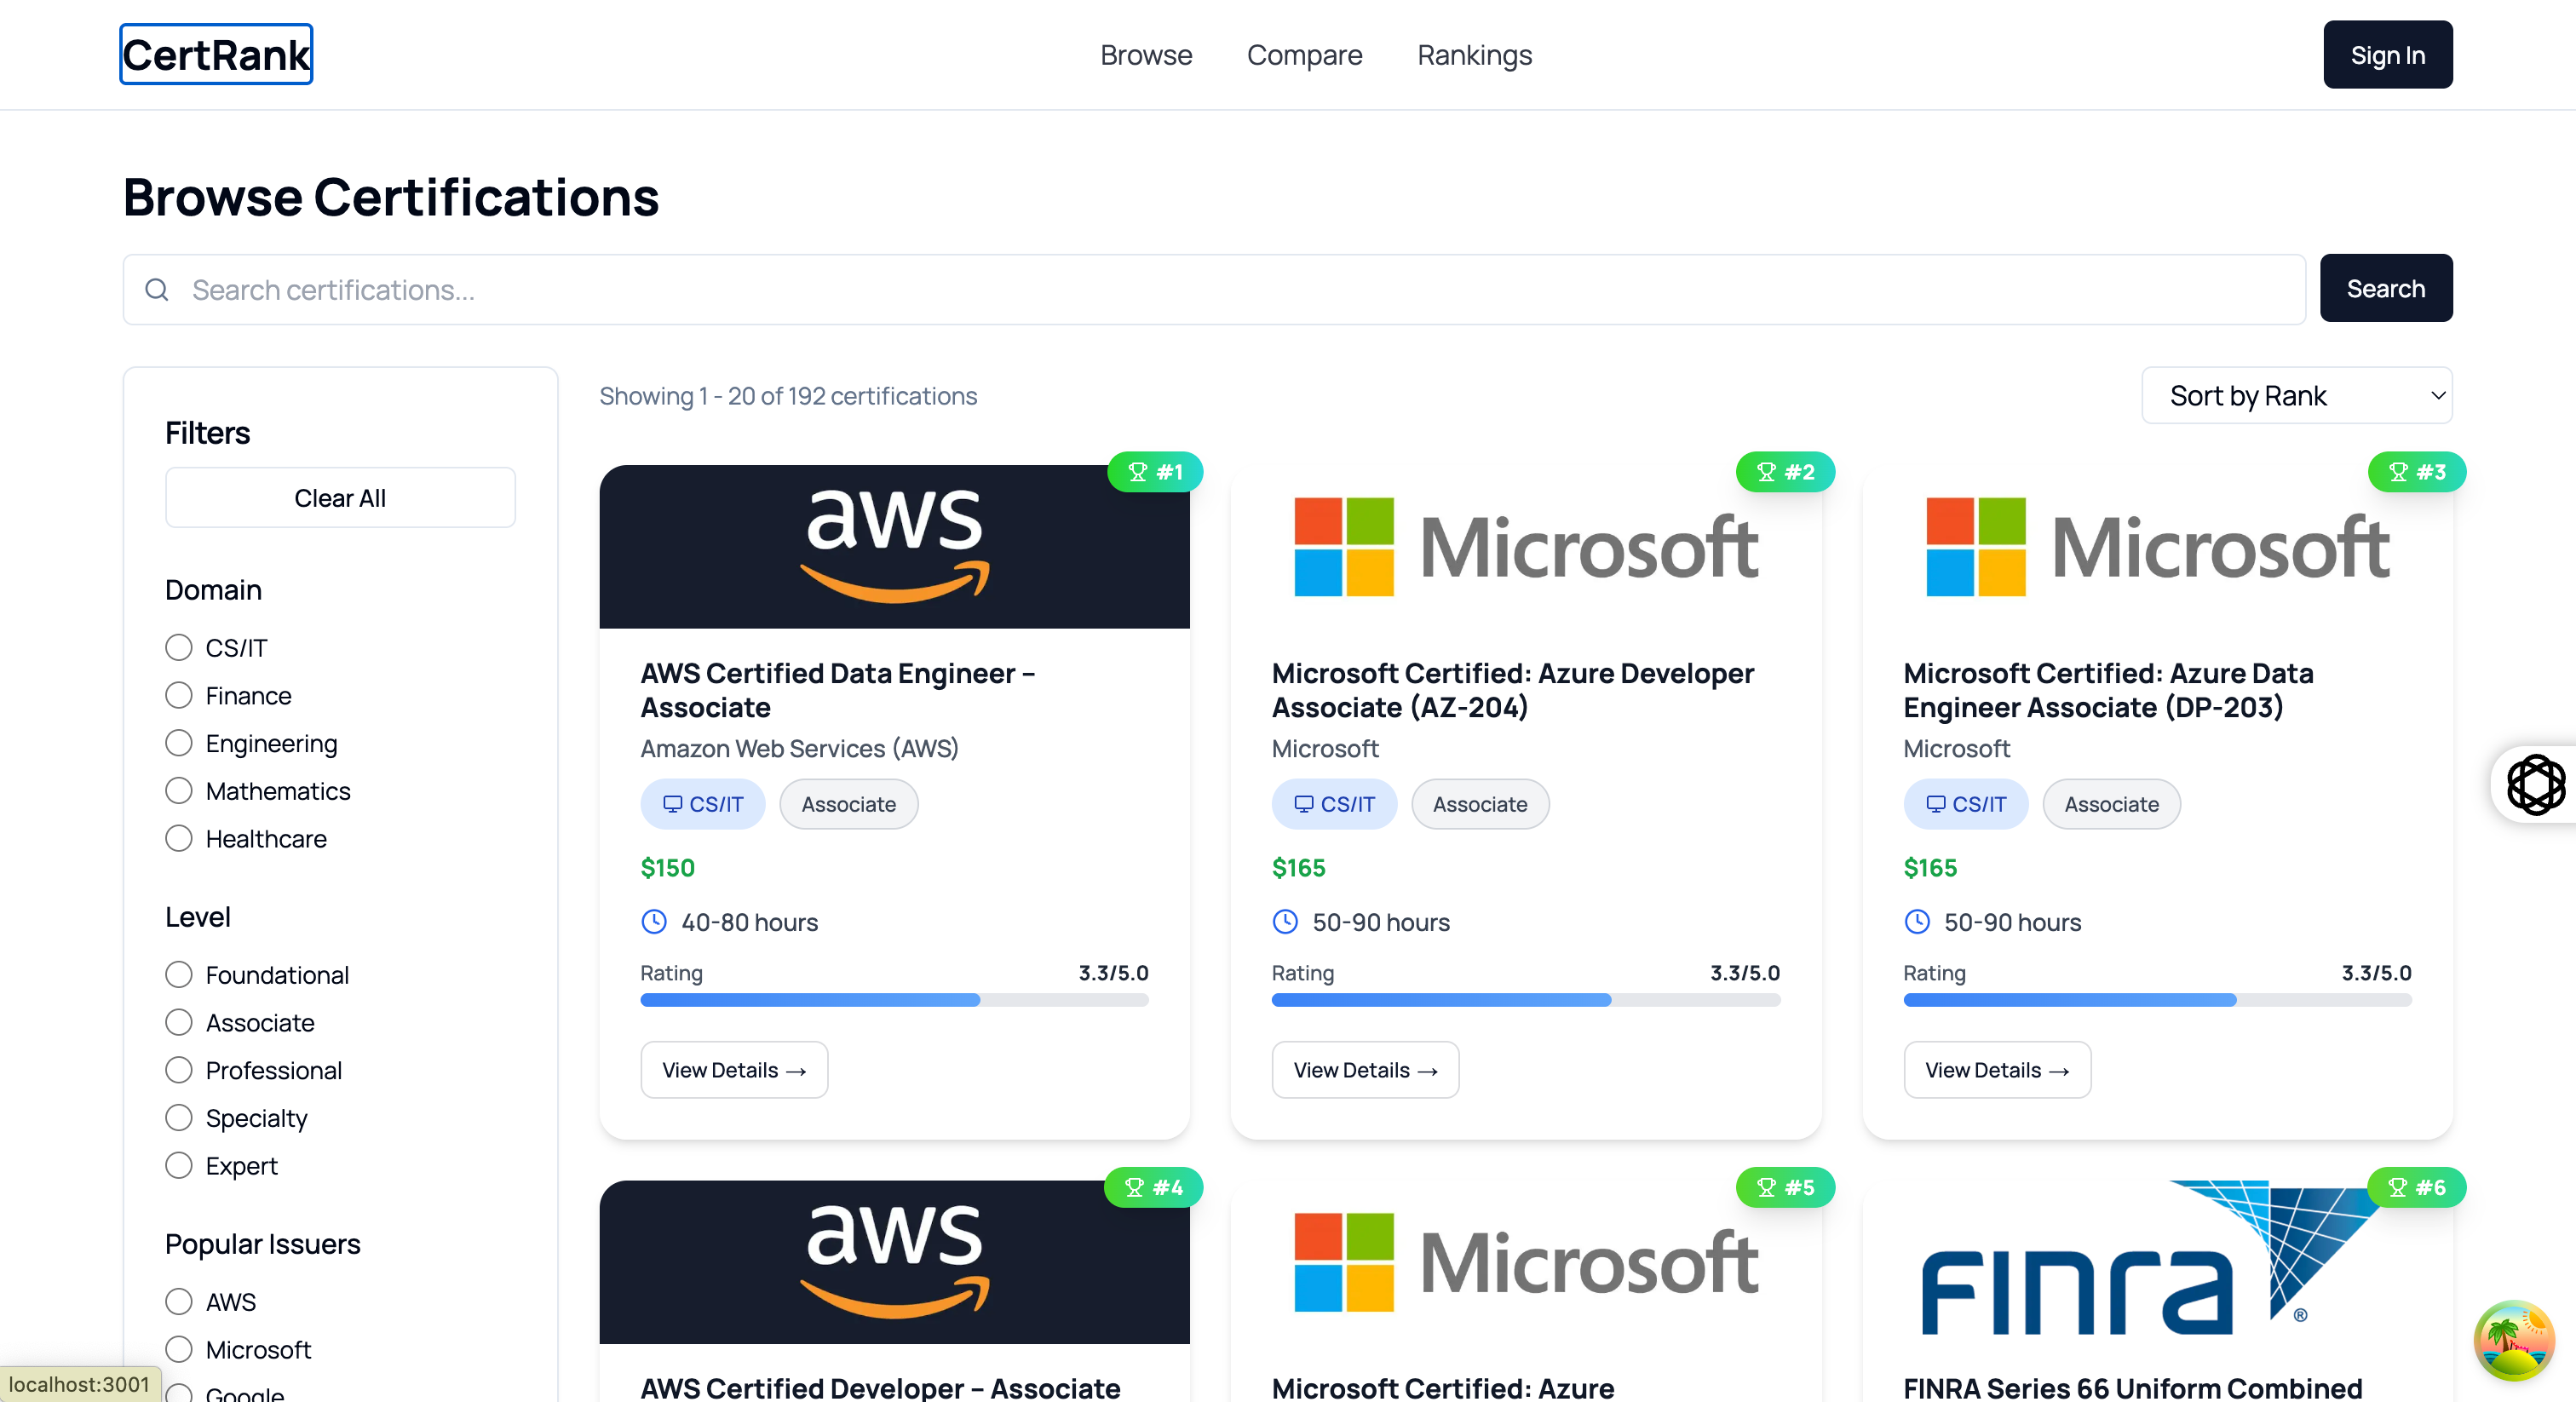 CertRank
Browse
Compare
Rankings
Sign In
Browse Certifications
Search certifications...
Search
Filters
Clear All
Domain
CS/IT
Finance
Engineering
Mathematics
Healthcare
Level
Foundational
Associate
Professional
Specialty
Expert
Popular Issuers
AWS
Microsoft
Google
Showing 1 - 20 of 192 certifications
Sort by Rank
#1
aws
AWS Certified Data Engineer –
Associate
Amazon Web Services (AWS)
CS/IT
Associate
$150
40-80 hours
Rating
3.3/5.0
View Details →
#2
Microsoft
Microsoft Certified: Azure Developer
Associate (AZ-204)
Microsoft
CS/IT
Associate
$165
50-90 hours
Rating
3.3/5.0
View Details →
#3
Microsoft
Microsoft Certified: Azure Data
Engineer Associate (DP-203)
Microsoft
CS/IT
Associate
$165
50-90 hours
Rating
3.3/5.0
View Details →
#4
aws
AWS Certified Developer – Associate
#5
Microsoft
Microsoft Certified: Azure
#6
FINRA®
FINRA Series 66 Uniform Combined
localhost:3001